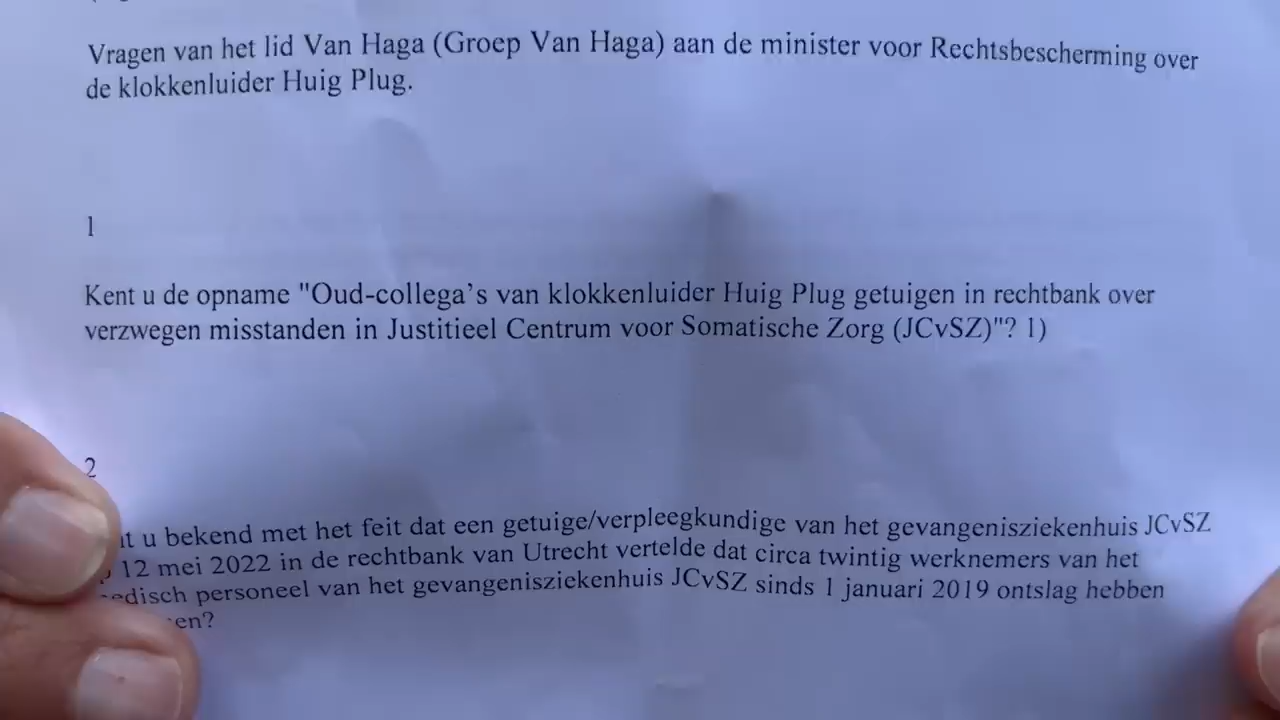 Vragen van het lid Van Haga (Groep Van Haga) aan de minister voor Rechtsbescherming over
de klokkenluider Huig Plug.
1
Kent u de opname "Oud-collega’s van klokkenluider Huig Plug getuigen in rechtbank over
verzwegen misstanden in Justitieel Centrum voor Somatische Zorg (JCvSZ)"? 1)
2
u bekend met het feit dat een getuige/verpleegkundige van het gevangenisziekenhuis JCvSZ
12 mei 2022 in de rechtbank van Utrecht vertelde dat circa twintig werknemers van het
edisch personeel van het gevangenisziekenhuis JCvSZ sinds 1 januari 2019 ontslag hebben
en?